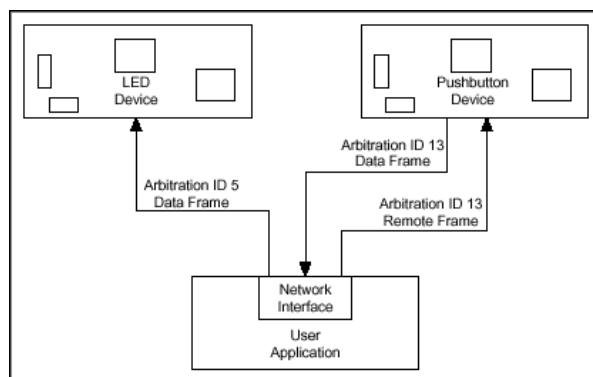 LED
Device
Pushbutton
Device
Arbitration ID 13
Data Frame
Arbitration ID 5
Data Frame
Arbitration ID 13
Remote Frame
Network
Interface
User
Application